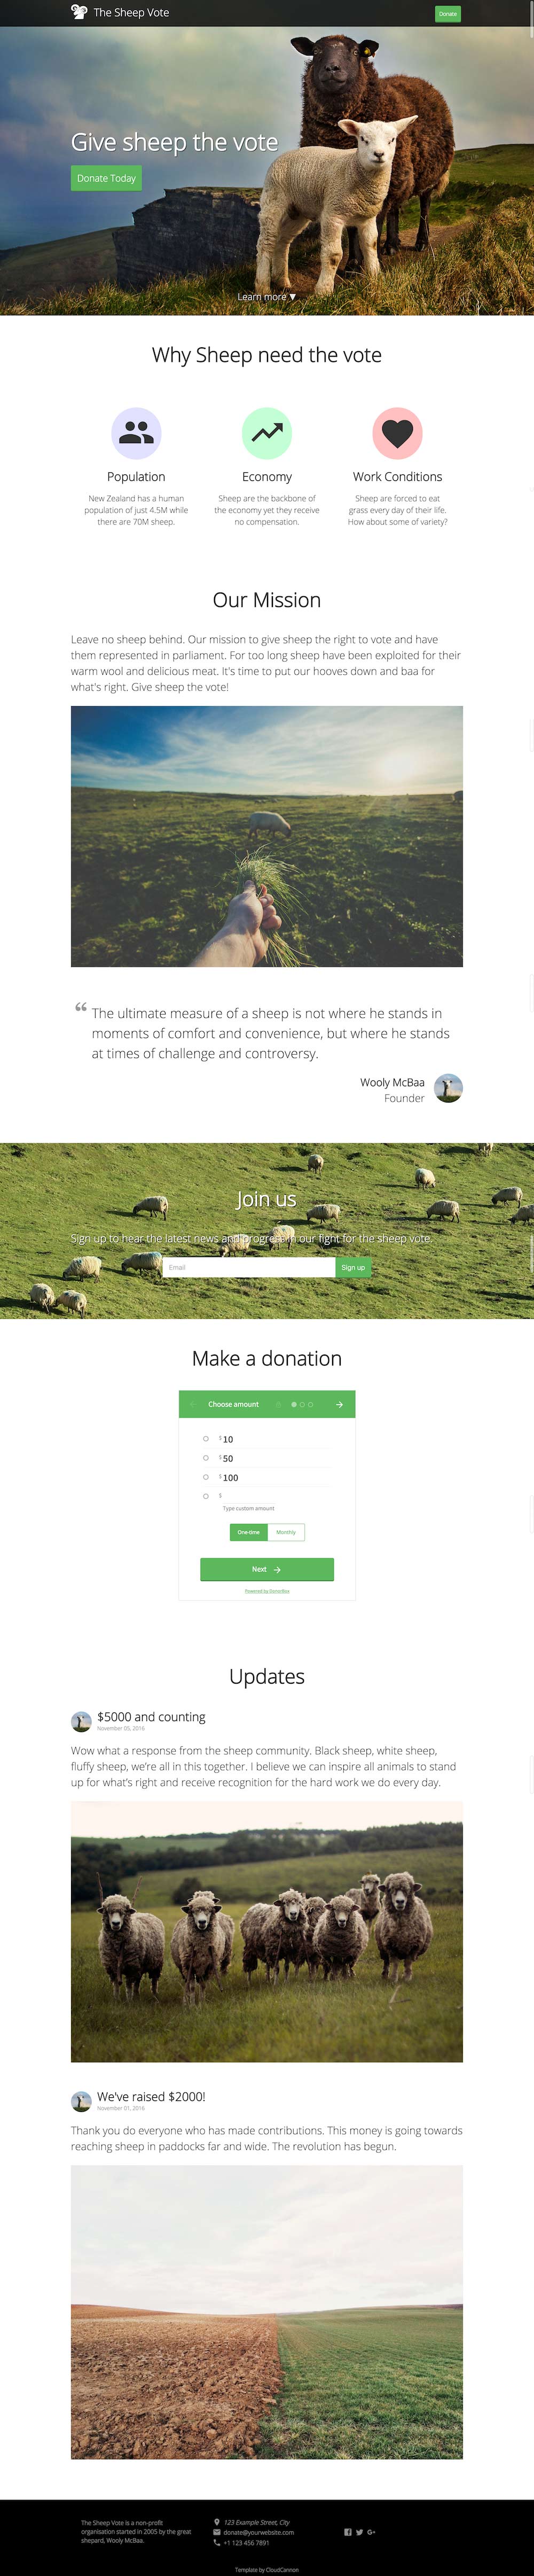 The Sheep Vote
Donate
Give sheep the vote
Donate Today
Learn more ▼
Why Sheep need the vote
Population
New Zealand has a human
population of just 4.5M while
there are 70M sheep.
Economy
Sheep are the backbone of
the economy yet they receive
no compensation.
Work Conditions
Sheep are forced to eat
grass every day of their life.
How about some of variety?
Our Mission
Leave no sheep behind. Our mission to give sheep the right to vote and have
them represented in parliament. For too long sheep have been exploited for their
warm wool and delicious meat. It's time to put our hooves down and baa for
what's right. Give sheep the vote!
“ The ultimate measure of a sheep is not where he stands in
moments of comfort and convenience, but where he stands
at times of challenge and controversy.
Wooly McBaa
Founder
Join us
Sign up to hear the latest news and progress in our fight for the sheep vote.
Email
Sign up
Make a donation
Choose amount
$ 10
$ 50
$ 100
$
Type custom amount
One-time
Monthly
Next
Powered by DonorBox
Updates
$5000 and counting
November 05, 2016
Wow what a response from the sheep community. Black sheep, white sheep,
fluffy sheep, we're all in this together. I believe we can inspire all animals to stand
up for what's right and receive recognition for the hard work we do every day.
We've raised $2000!
November 01, 2016
Thank you do everyone who has made contributions. This money is going towards
reaching sheep in paddocks far and wide. The revolution has begun.
The Sheep Vote is a non-profit
organisation started in 2005 by the great
shepard, Wooly McBaa.
123 Example Street, City
donate@yourwebsite.com
+1 123 456 7891
G+
Template by CloudCannon